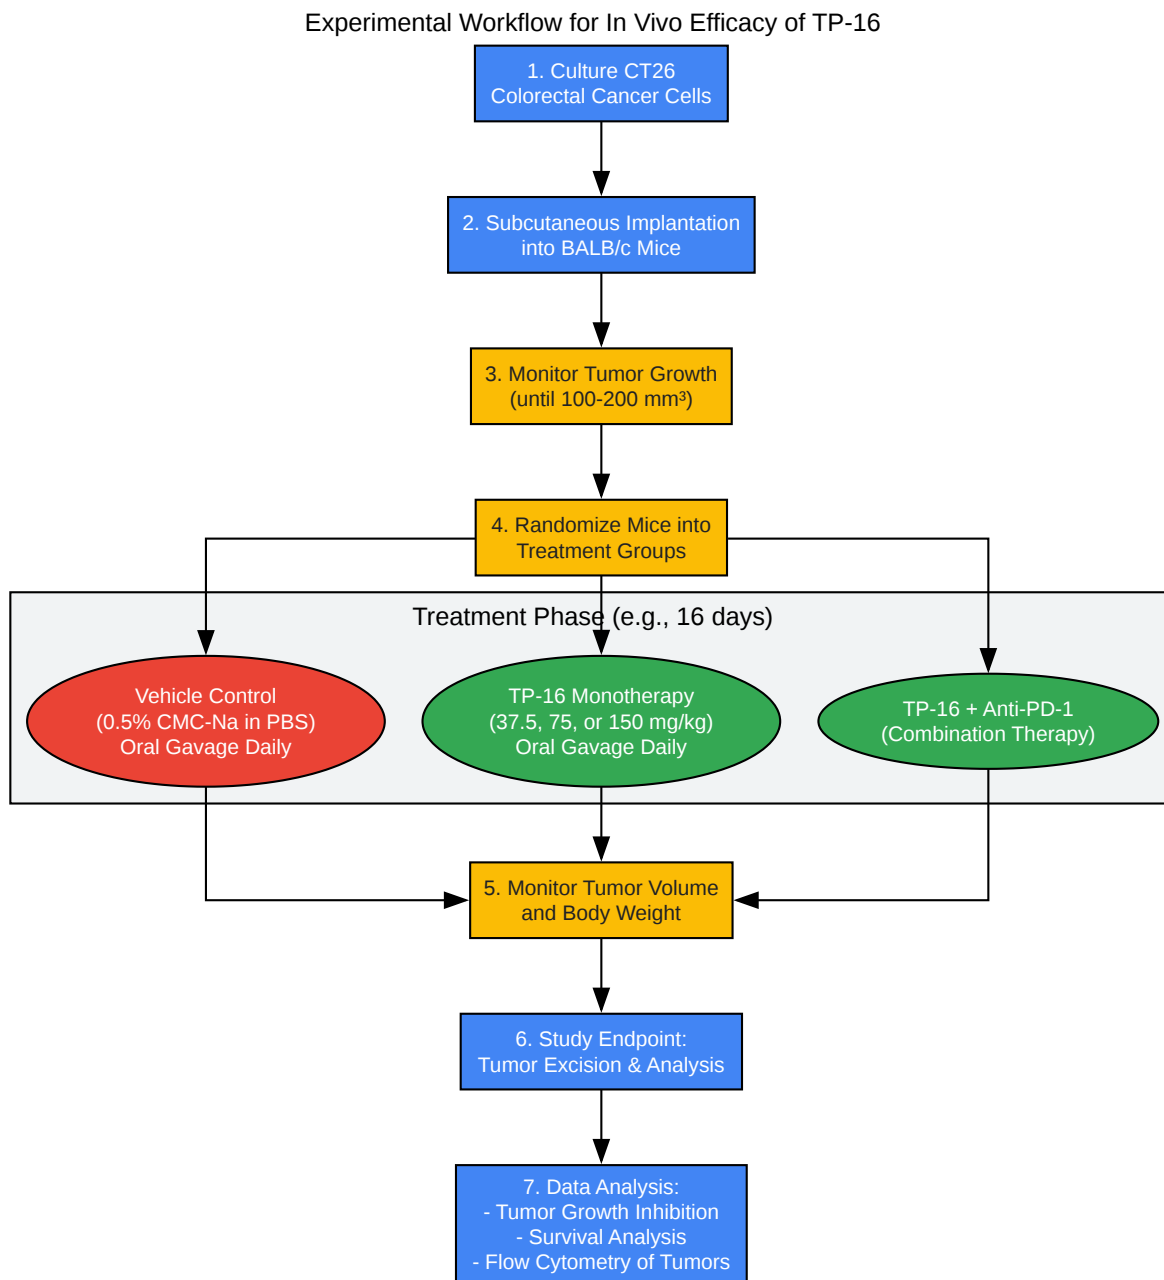 Experimental Workflow for In Vivo Efficacy of TP-16
1. Culture CT26
Colorectal Cancer Cells
2. Subcutaneous Implantation
into BALB/c Mice
3. Monitor Tumor Growth
(until 100-200 mm³)
4. Randomize Mice into
Treatment Groups
Treatment Phase (e.g., 16 days)
Vehicle Control
(0.5% CMC-Na in PBS)
Oral Gavage Daily
TP-16 Monotherapy
(37.5, 75, or 150 mg/kg)
Oral Gavage Daily
TP-16 + Anti-PD-1
(Combination Therapy)
5. Monitor Tumor Volume
and Body Weight
6. Study Endpoint:
Tumor Excision & Analysis
7. Data Analysis:
- Tumor Growth Inhibition
- Survival Analysis
- Flow Cytometry of Tumors